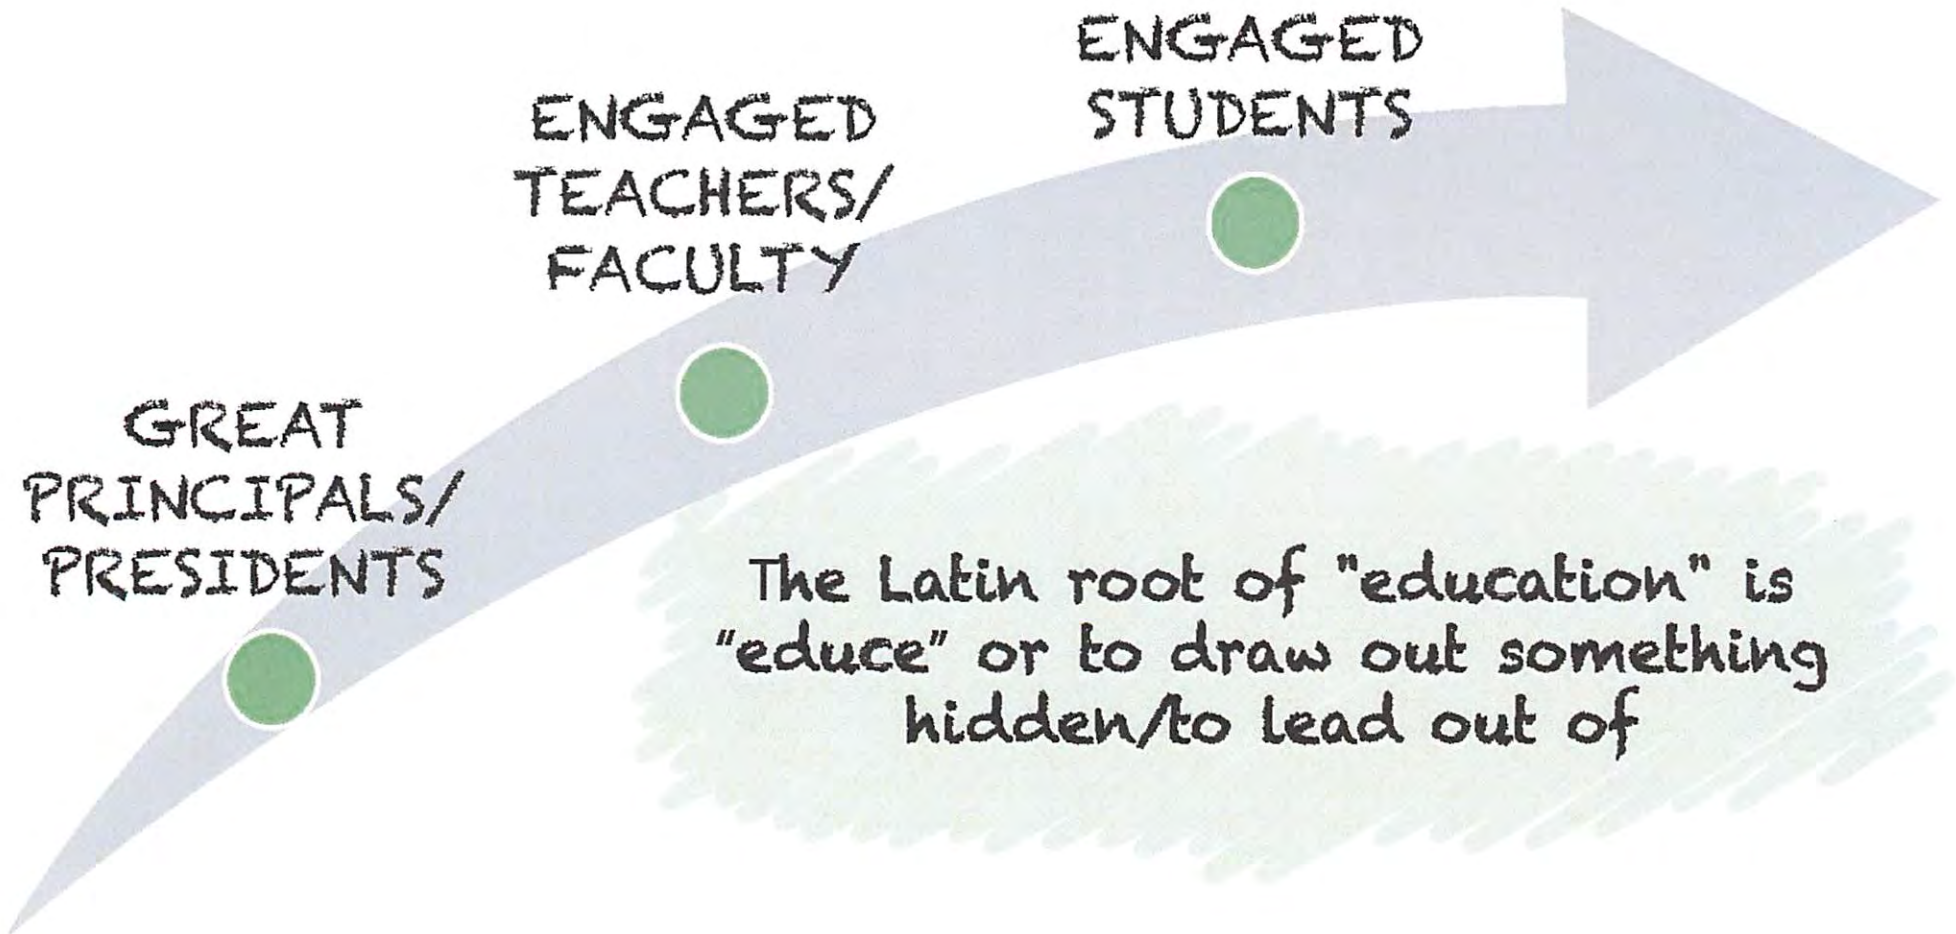 ENGAGED
STUDENTS
ENGAGED
TEACHERS/
FACULTY
GREAT
PRINCIPALS/
PRESIDENTS
The Latin root of "education" is
"educe" or to draw out something
hidden/to lead out of